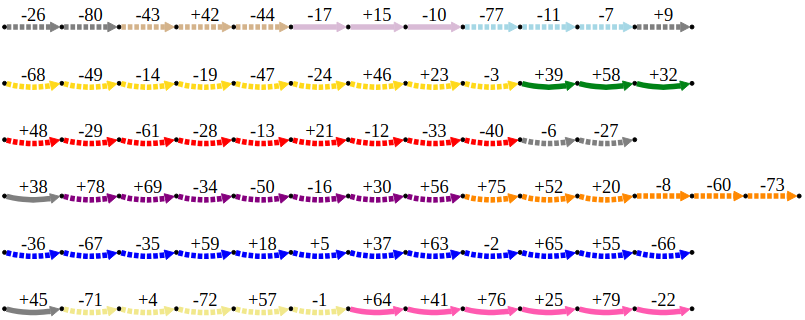 -26 -80 -43 +42 -44 -17 +15 -10 -77 -11 -7 +9
-68 -49 -14 -19 -47 -24 +46 +23 -3 +39 +58 +32
+48 -29 -61 -28 -13 +21 -12 -33 -40 -6 -27
+38 +78 +69 -34 -50 -16 +30 +56 +75 +52 +20 -8 -60 -73
-36 -67 -35 +59 +18 +5 +37 +63 -2 +65 +55 -66
+45 -71 +4 -72 +57 -1 +64 +41 +76 +25 +79 -22